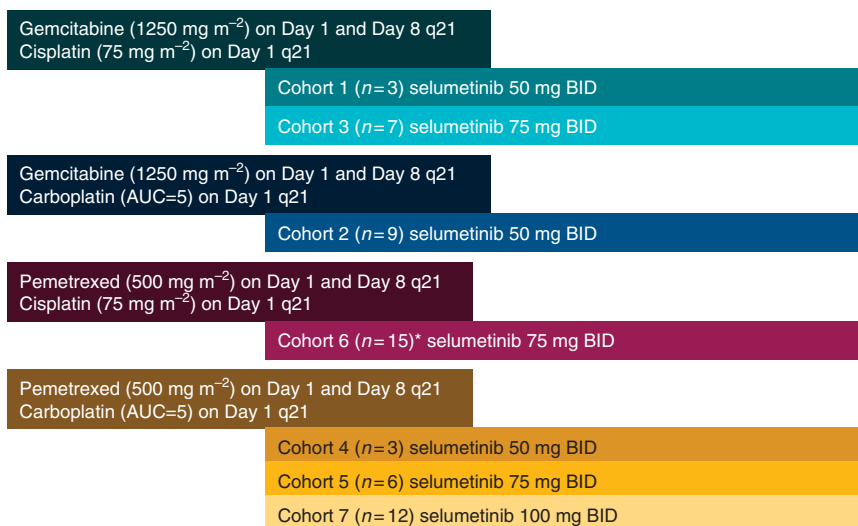 Gemcitabine (1250 mg m⁻²) on Day 1 and Day 8 q21
Cisplatin (75 mg m⁻²) on Day 1 q21
Cohort 1 (n=3) selumetinib 50 mg BID
Cohort 3 (n=7) selumetinib 75 mg BID
Gemcitabine (1250 mg m⁻²) on Day 1 and Day 8 q21
Carboplatin (AUC=5) on Day 1 q21
Cohort 2 (n=9) selumetinib 50 mg BID
Pemetrexed (500 mg m⁻²) on Day 1 and Day 8 q21
Cisplatin (75 mg m⁻²) on Day 1 q21
Cohort 6 (n=15)* selumetinib 75 mg BID
Pemetrexed (500 mg m⁻²) on Day 1 and Day 8 q21
Carboplatin (AUC=5) on Day 1 q21
Cohort 4 (n=3) selumetinib 50 mg BID
Cohort 5 (n=6) selumetinib 75 mg BID
Cohort 7 (n=12) selumetinib 100 mg BID